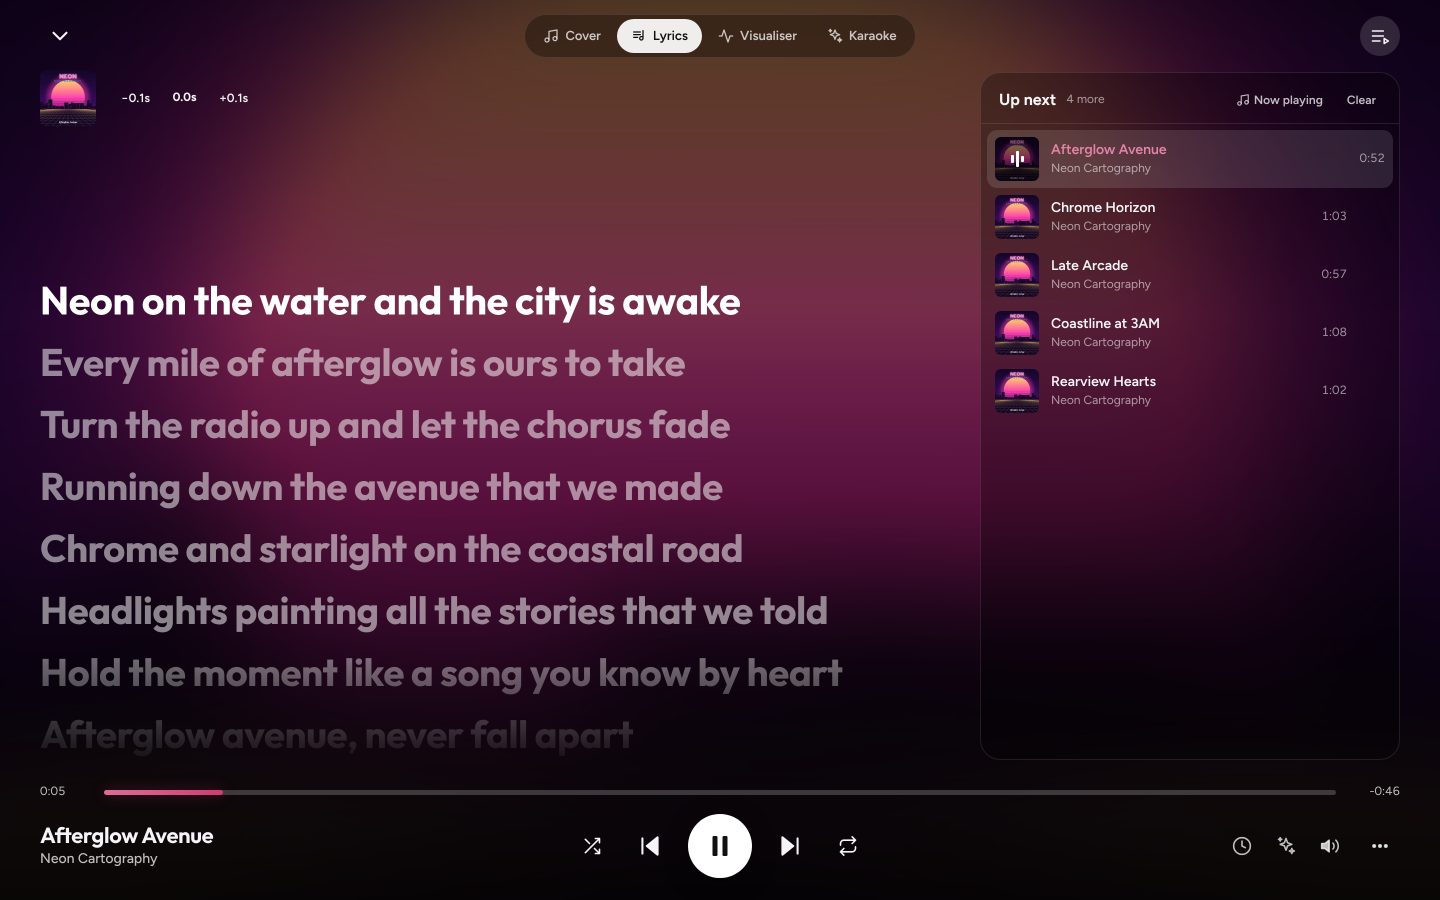 Cover
Lyrics
Visualiser
Karaoke
NEON
−0.1s
0.0s
+0.1s
Neon on the water and the city is awake
Every mile of afterglow is ours to take
Turn the radio up and let the chorus fade
Running down the avenue that we made
Chrome and starlight on the coastal road
Headlights painting all the stories that we told
Hold the moment like a song you know by heart
Afterglow avenue, never fall apart
Up next
4 more
Now playing
Clear
Afterglow Avenue
Neon Cartography
0:52
Chrome Horizon
Neon Cartography
1:03
Late Arcade
Neon Cartography
0:57
Coastline at 3AM
Neon Cartography
1:08
Rearview Hearts
Neon Cartography
1:02
0:05
-0:46
Afterglow Avenue
Neon Cartography